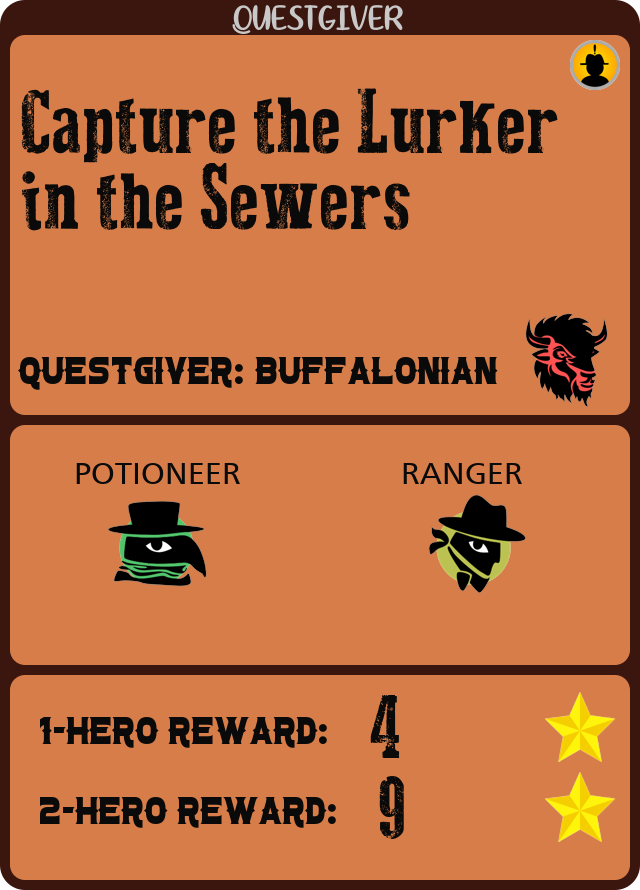 QUESTGIVER
Capture the Lurker
in the Sewers
QUESTGIVER: BUFFALONIAN
POTIONEER RANGER
1-HERO REWARD: 4
2-HERO REWARD: 9